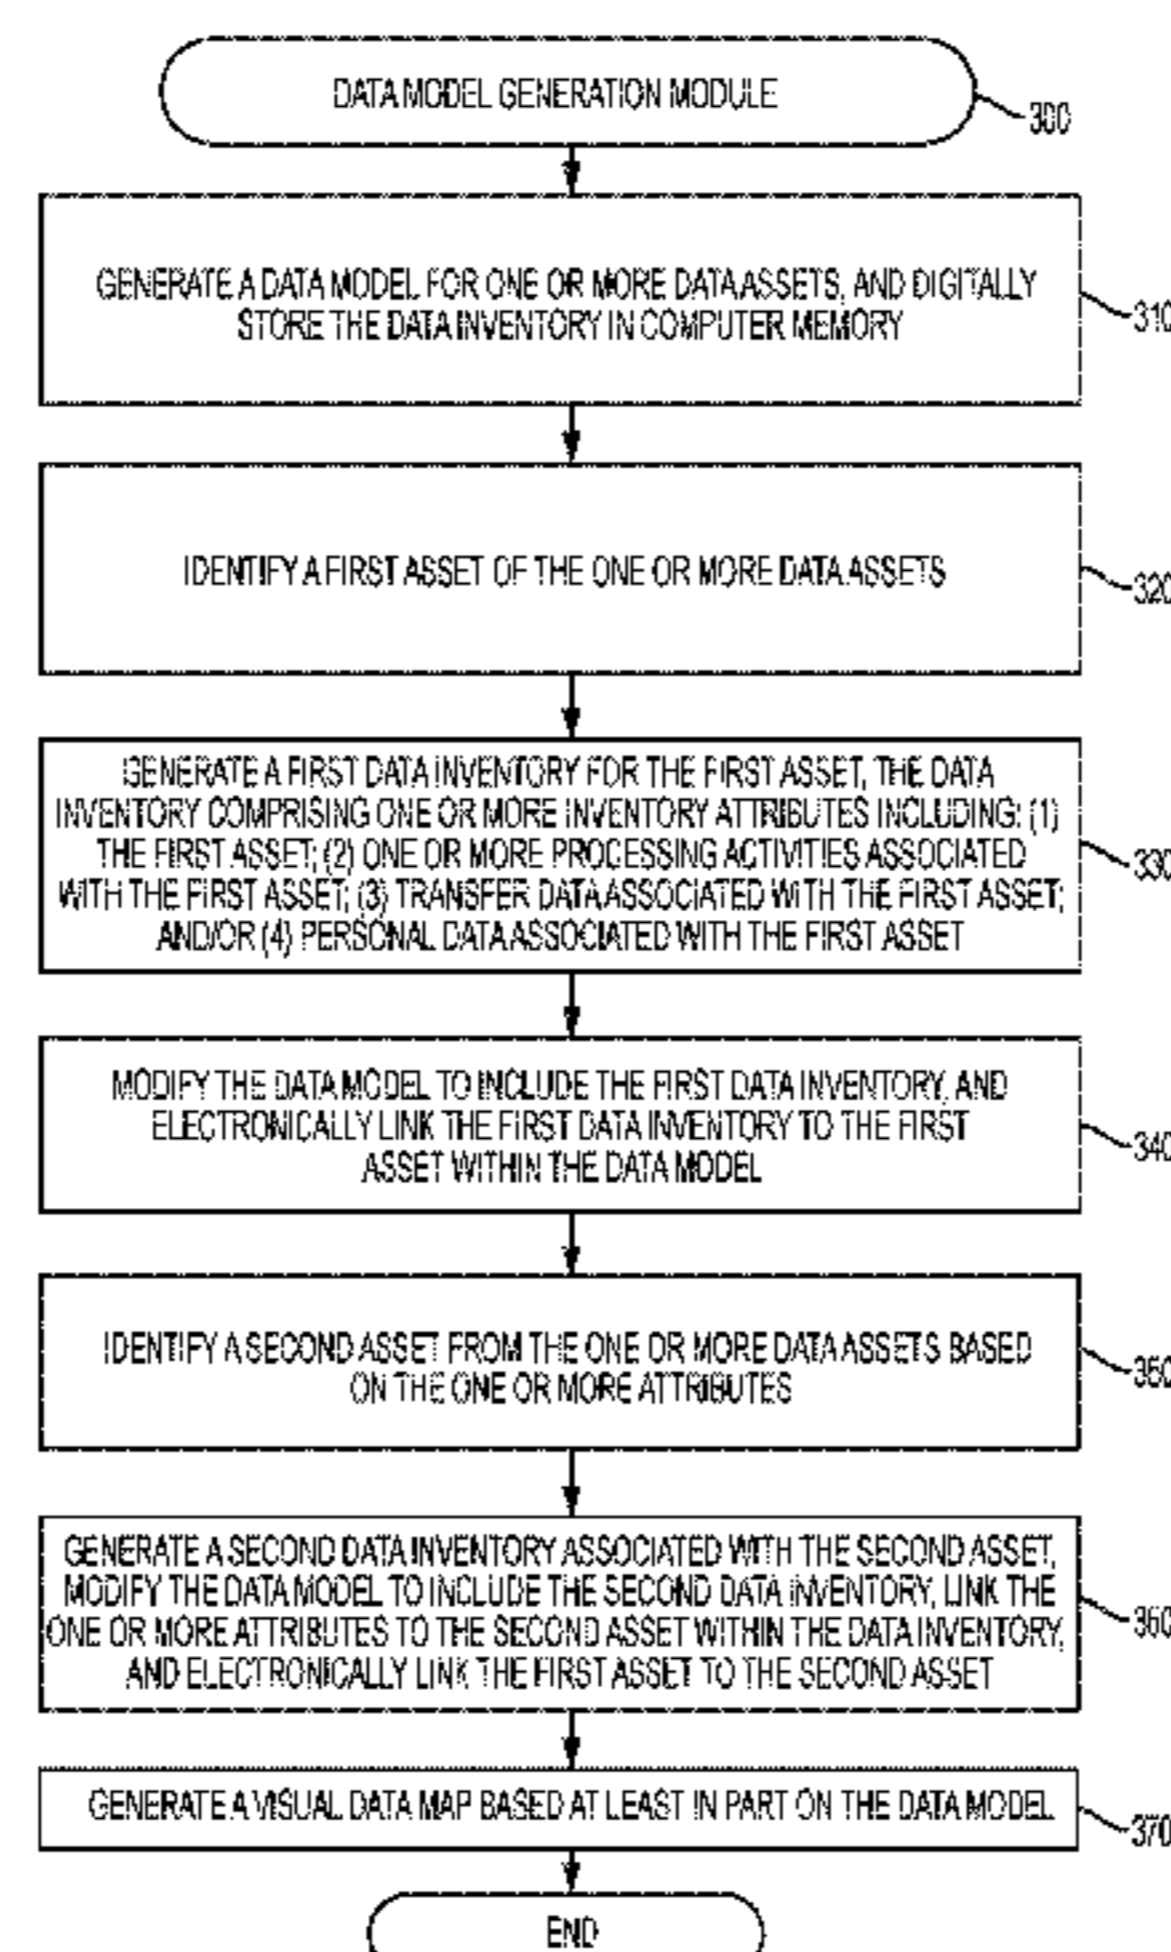 DATA MODEL GENERATION MODULE
300
GENERATE A DATA MODEL FOR ONE OR MORE DATA ASSETS, AND DIGITALLY
STORE THE DATA INVENTORY IN COMPUTER MEMORY
310
IDENTIFY A FIRST ASSET OF THE ONE OR MORE DATA ASSETS
320
GENERATE A FIRST DATA INVENTORY FOR THE FIRST ASSET, THE DATA
INVENTORY COMPRISING ONE OR MORE INVENTORY ATTRIBUTES INCLUDING: (1)
THE FIRST ASSET; (2) ONE OR MORE PROCESSING ACTIVITIES ASSOCIATED
WITH THE FIRST ASSET; (3) TRANSFER DATA ASSOCIATED WITH THE FIRST ASSET;
AND/OR (4) PERSONAL DATA ASSOCIATED WITH THE FIRST ASSET
330
MODIFY THE DATA MODEL TO INCLUDE THE FIRST DATA INVENTORY, AND
ELECTRONICALLY LINK THE FIRST DATA INVENTORY TO THE FIRST
ASSET WITHIN THE DATA MODEL
340
IDENTIFY A SECOND ASSET FROM THE ONE OR MORE DATA ASSETS BASED
ON THE ONE OR MORE ATTRIBUTES
350
GENERATE A SECOND DATA INVENTORY ASSOCIATED WITH THE SECOND ASSET,
MODIFY THE DATA MODEL TO INCLUDE THE SECOND DATA INVENTORY, LINK THE
ONE OR MORE ATTRIBUTES TO THE SECOND ASSET WITHIN THE DATA INVENTORY,
AND ELECTRONICALLY LINK THE FIRST ASSET TO THE SECOND ASSET
360
GENERATE A VISUAL DATA MAP BASED AT LEAST IN PART ON THE DATA MODEL
370
END